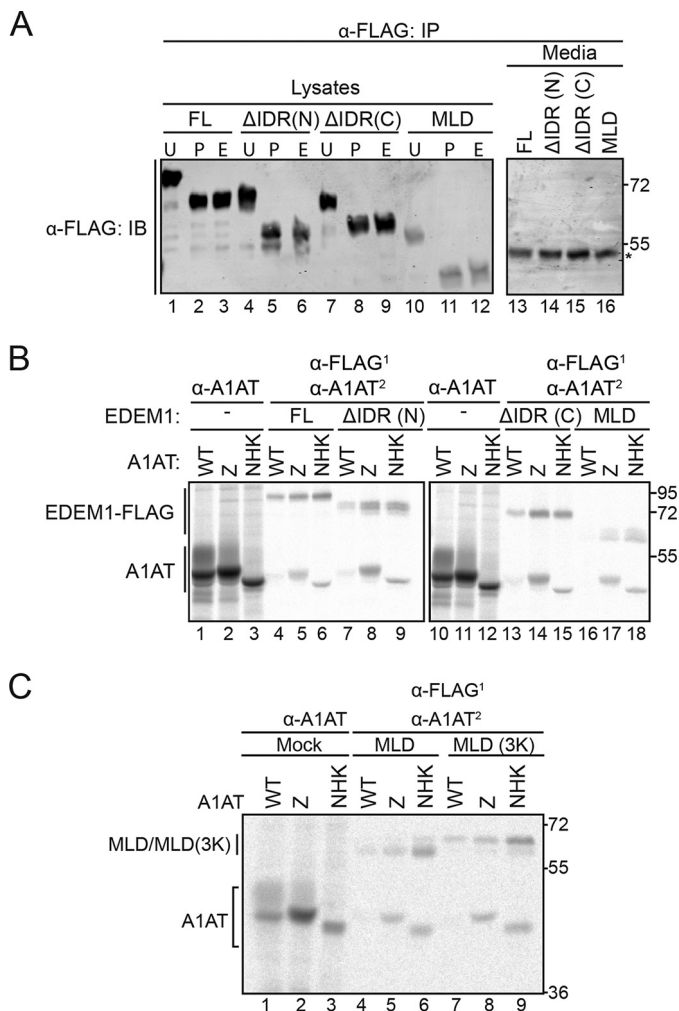 A
α-FLAG: IP
Media
Lysates
FL ΔIDR(N) ΔIDR(C) MLD
FL ΔIDR (N) ΔIDR (C) MLD
U P E U P E U P E U P E
α-FLAG: IB
72
55
*
1 2 3 4 5 6 7 8 9 10 11 12 13 14 15 16
B
α-FLAG¹ α-FLAG¹
α-A1AT α-A1AT² α-A1AT α-A1AT²
EDEM1: - FL ΔIDR (N) - ΔIDR (C) MLD
A1AT: WT Z NHK WT Z NHK WT Z NHK WT Z NHK WT Z NHK WT Z NHK
EDEM1-FLAG
A1AT
95
72
55
1 2 3 4 5 6 7 8 9 10 11 12 13 14 15 16 17 18
C
α-FLAG¹
α-A1AT α-A1AT²
Mock MLD MLD (3K)
A1AT WT Z NHK WT Z NHK WT Z NHK
MLD/MLD(3K)
A1AT
72
55
36
1 2 3 4 5 6 7 8 9